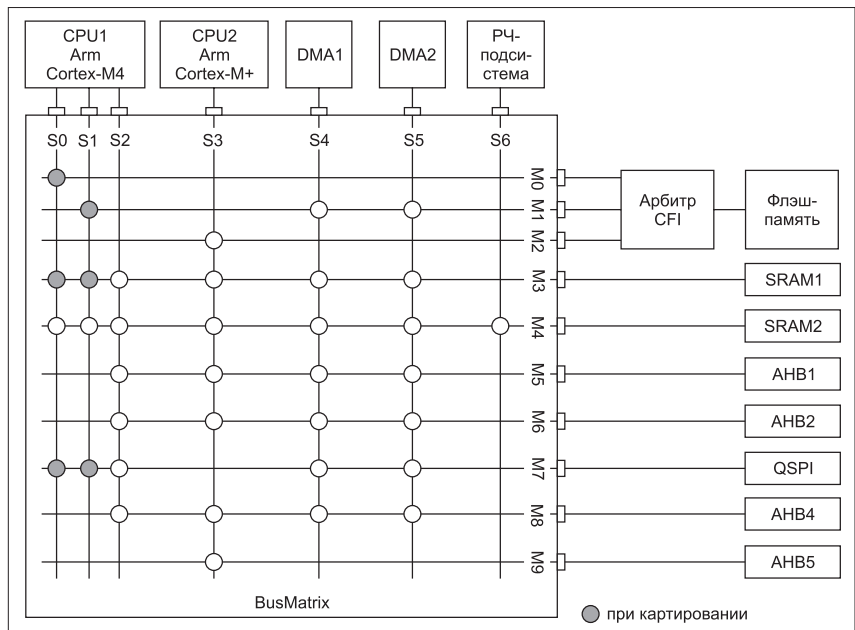 CPU1
Arm
Cortex-M4
CPU2
Arm
Cortex-M+
DMA1
DMA2
РЧ-
подси-
стема
S0 S1 S2 S3 S4 S5 S6
M0
M1
M2
M3
M4
M5
M6
M7
M8
M9
Арбитр
CFI
Флэш-
память
SRAM1
SRAM2
AHB1
AHB2
QSPI
AHB4
AHB5
BusMatrix
при картировании